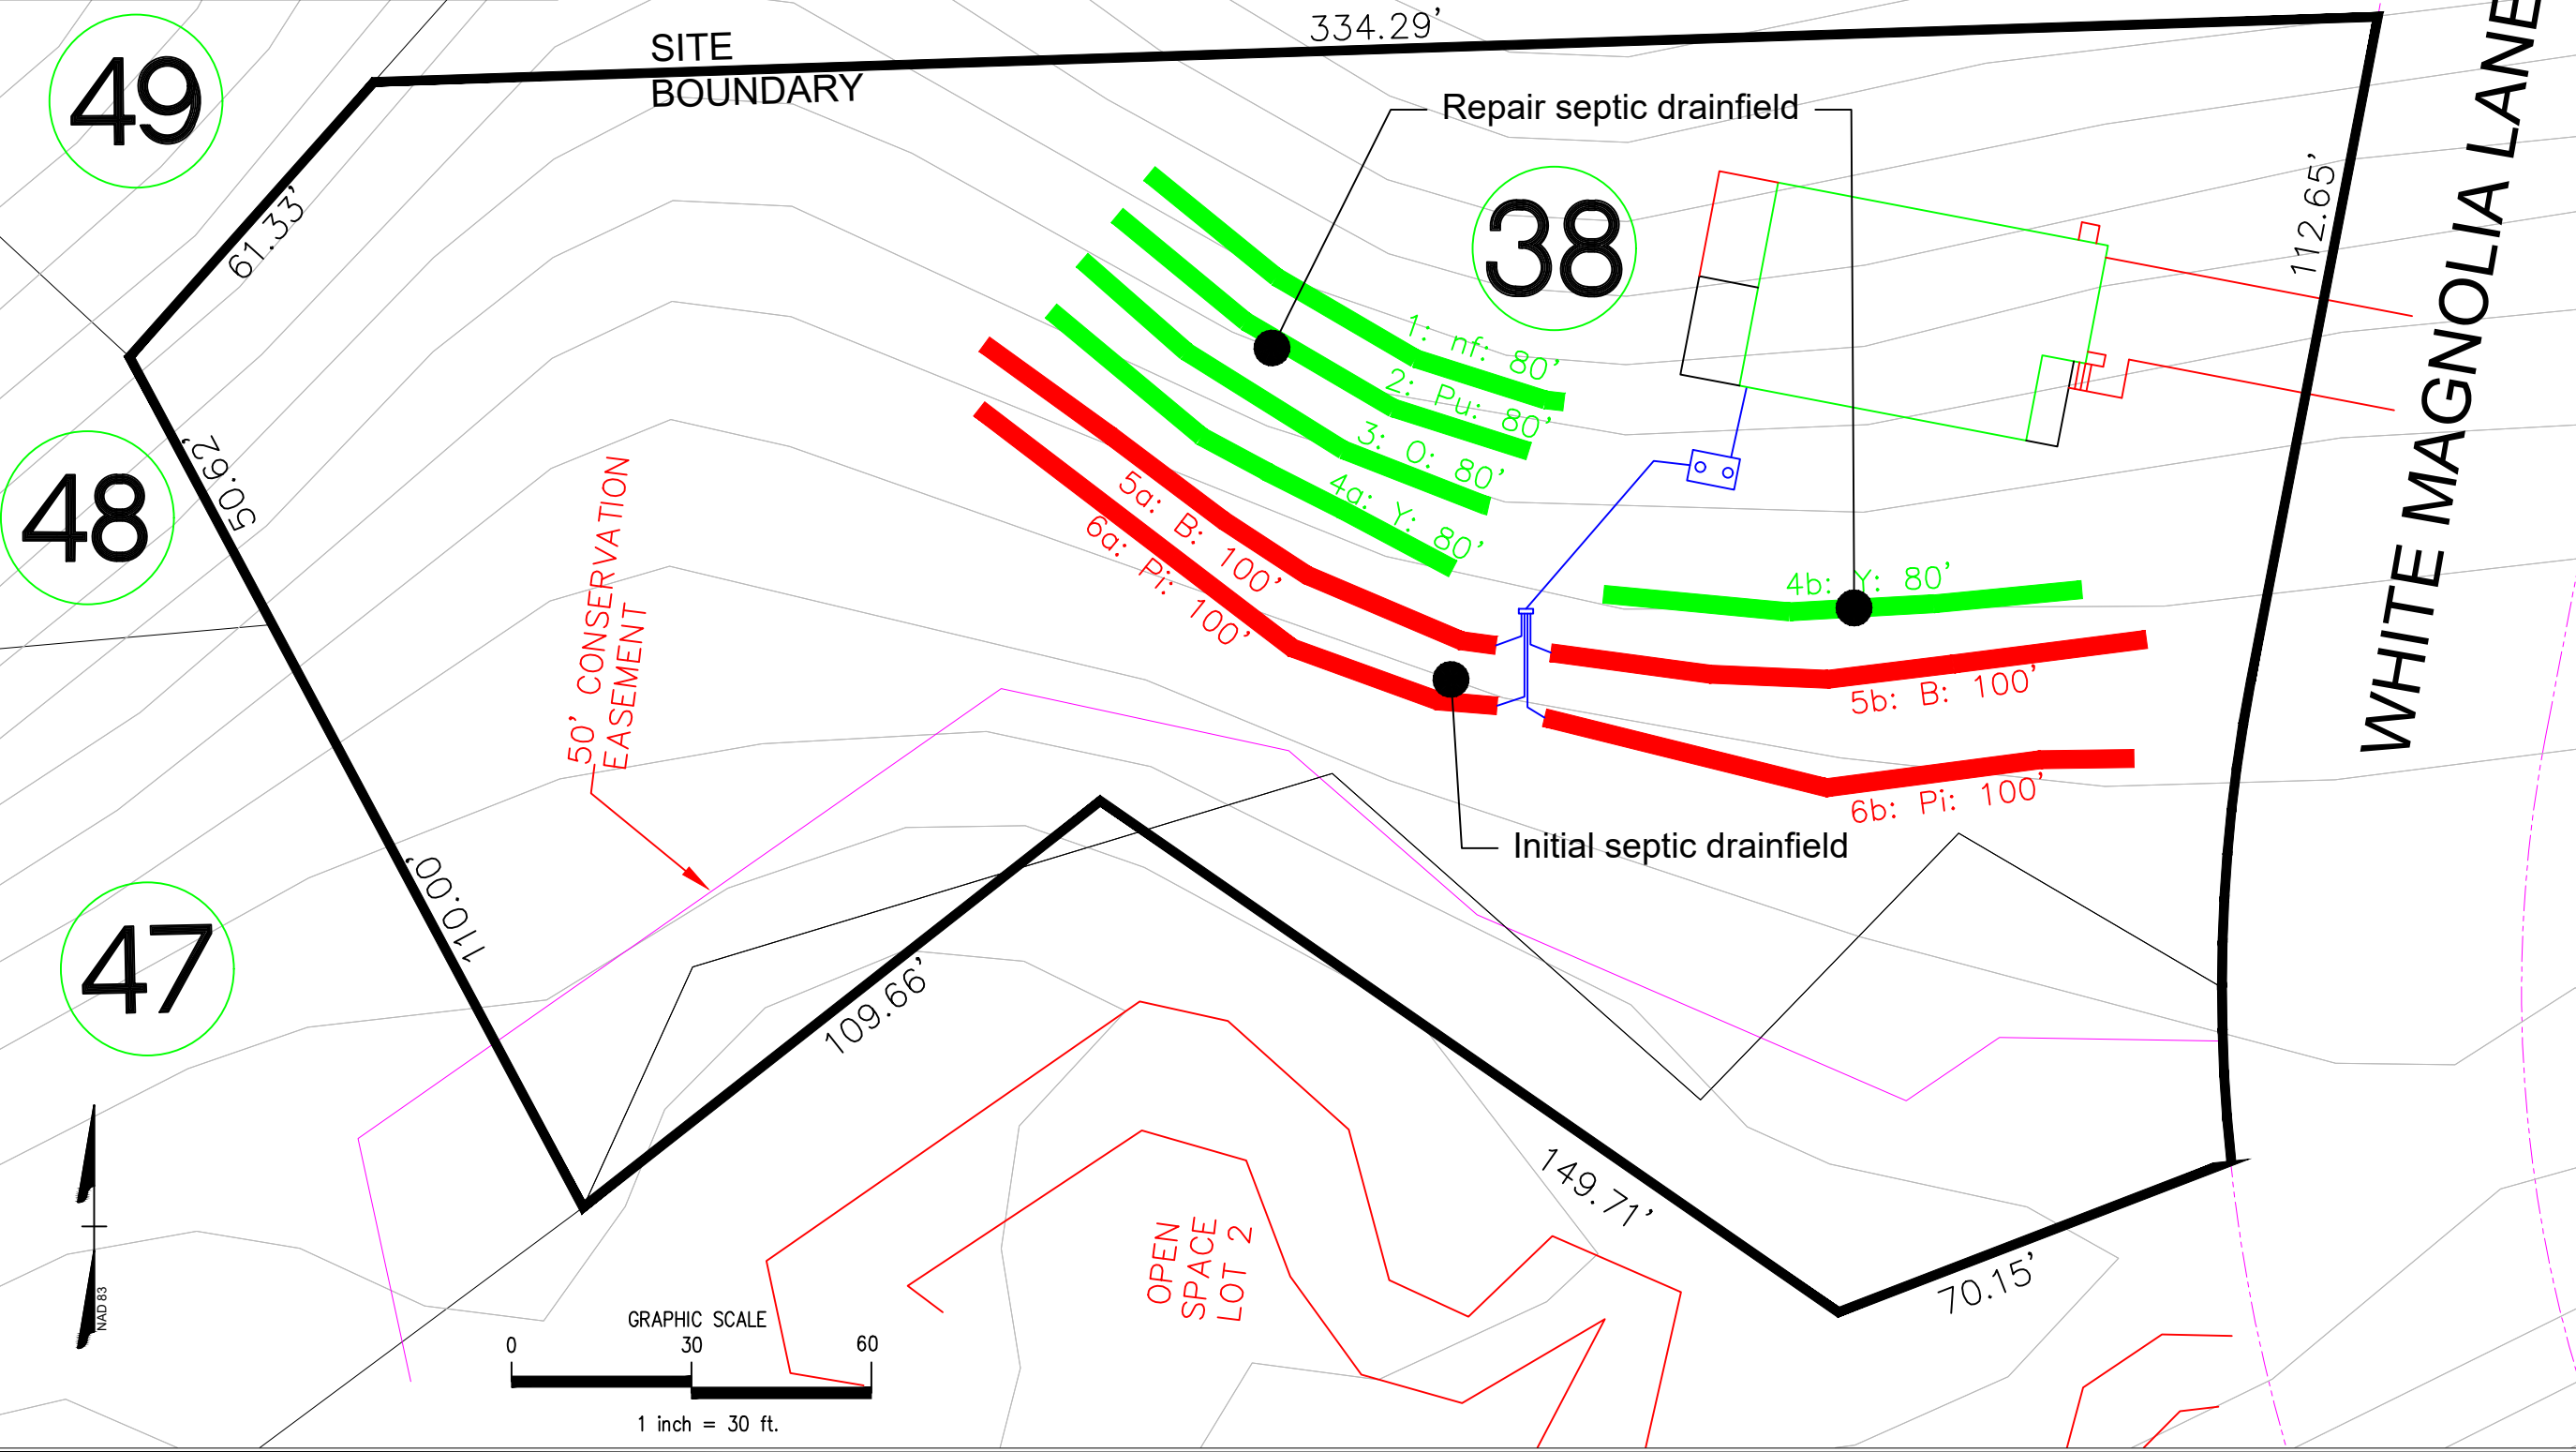 334.29'
SITE
BOUNDARY
49
Repair septic drainfield
WHITE MAGNOLIA LANE
112.65'
61.33'
38
1: nf: 80'
2: Pu: 80'
3: O: 80'
4a: Y: 80'
5a: B: 100'
6a: Pi: 100'
50.62'
48
50' CONSERVATION
EASEMENT
4b: Y: 80'
5b: B: 100'
6b: Pi: 100'
Initial septic drainfield
110.00'
47
109.66'
149.71'
70.15'
OPEN
SPACE
LOT 2
NAD 83
GRAPHIC SCALE
0 30 60
1 inch = 30 ft.